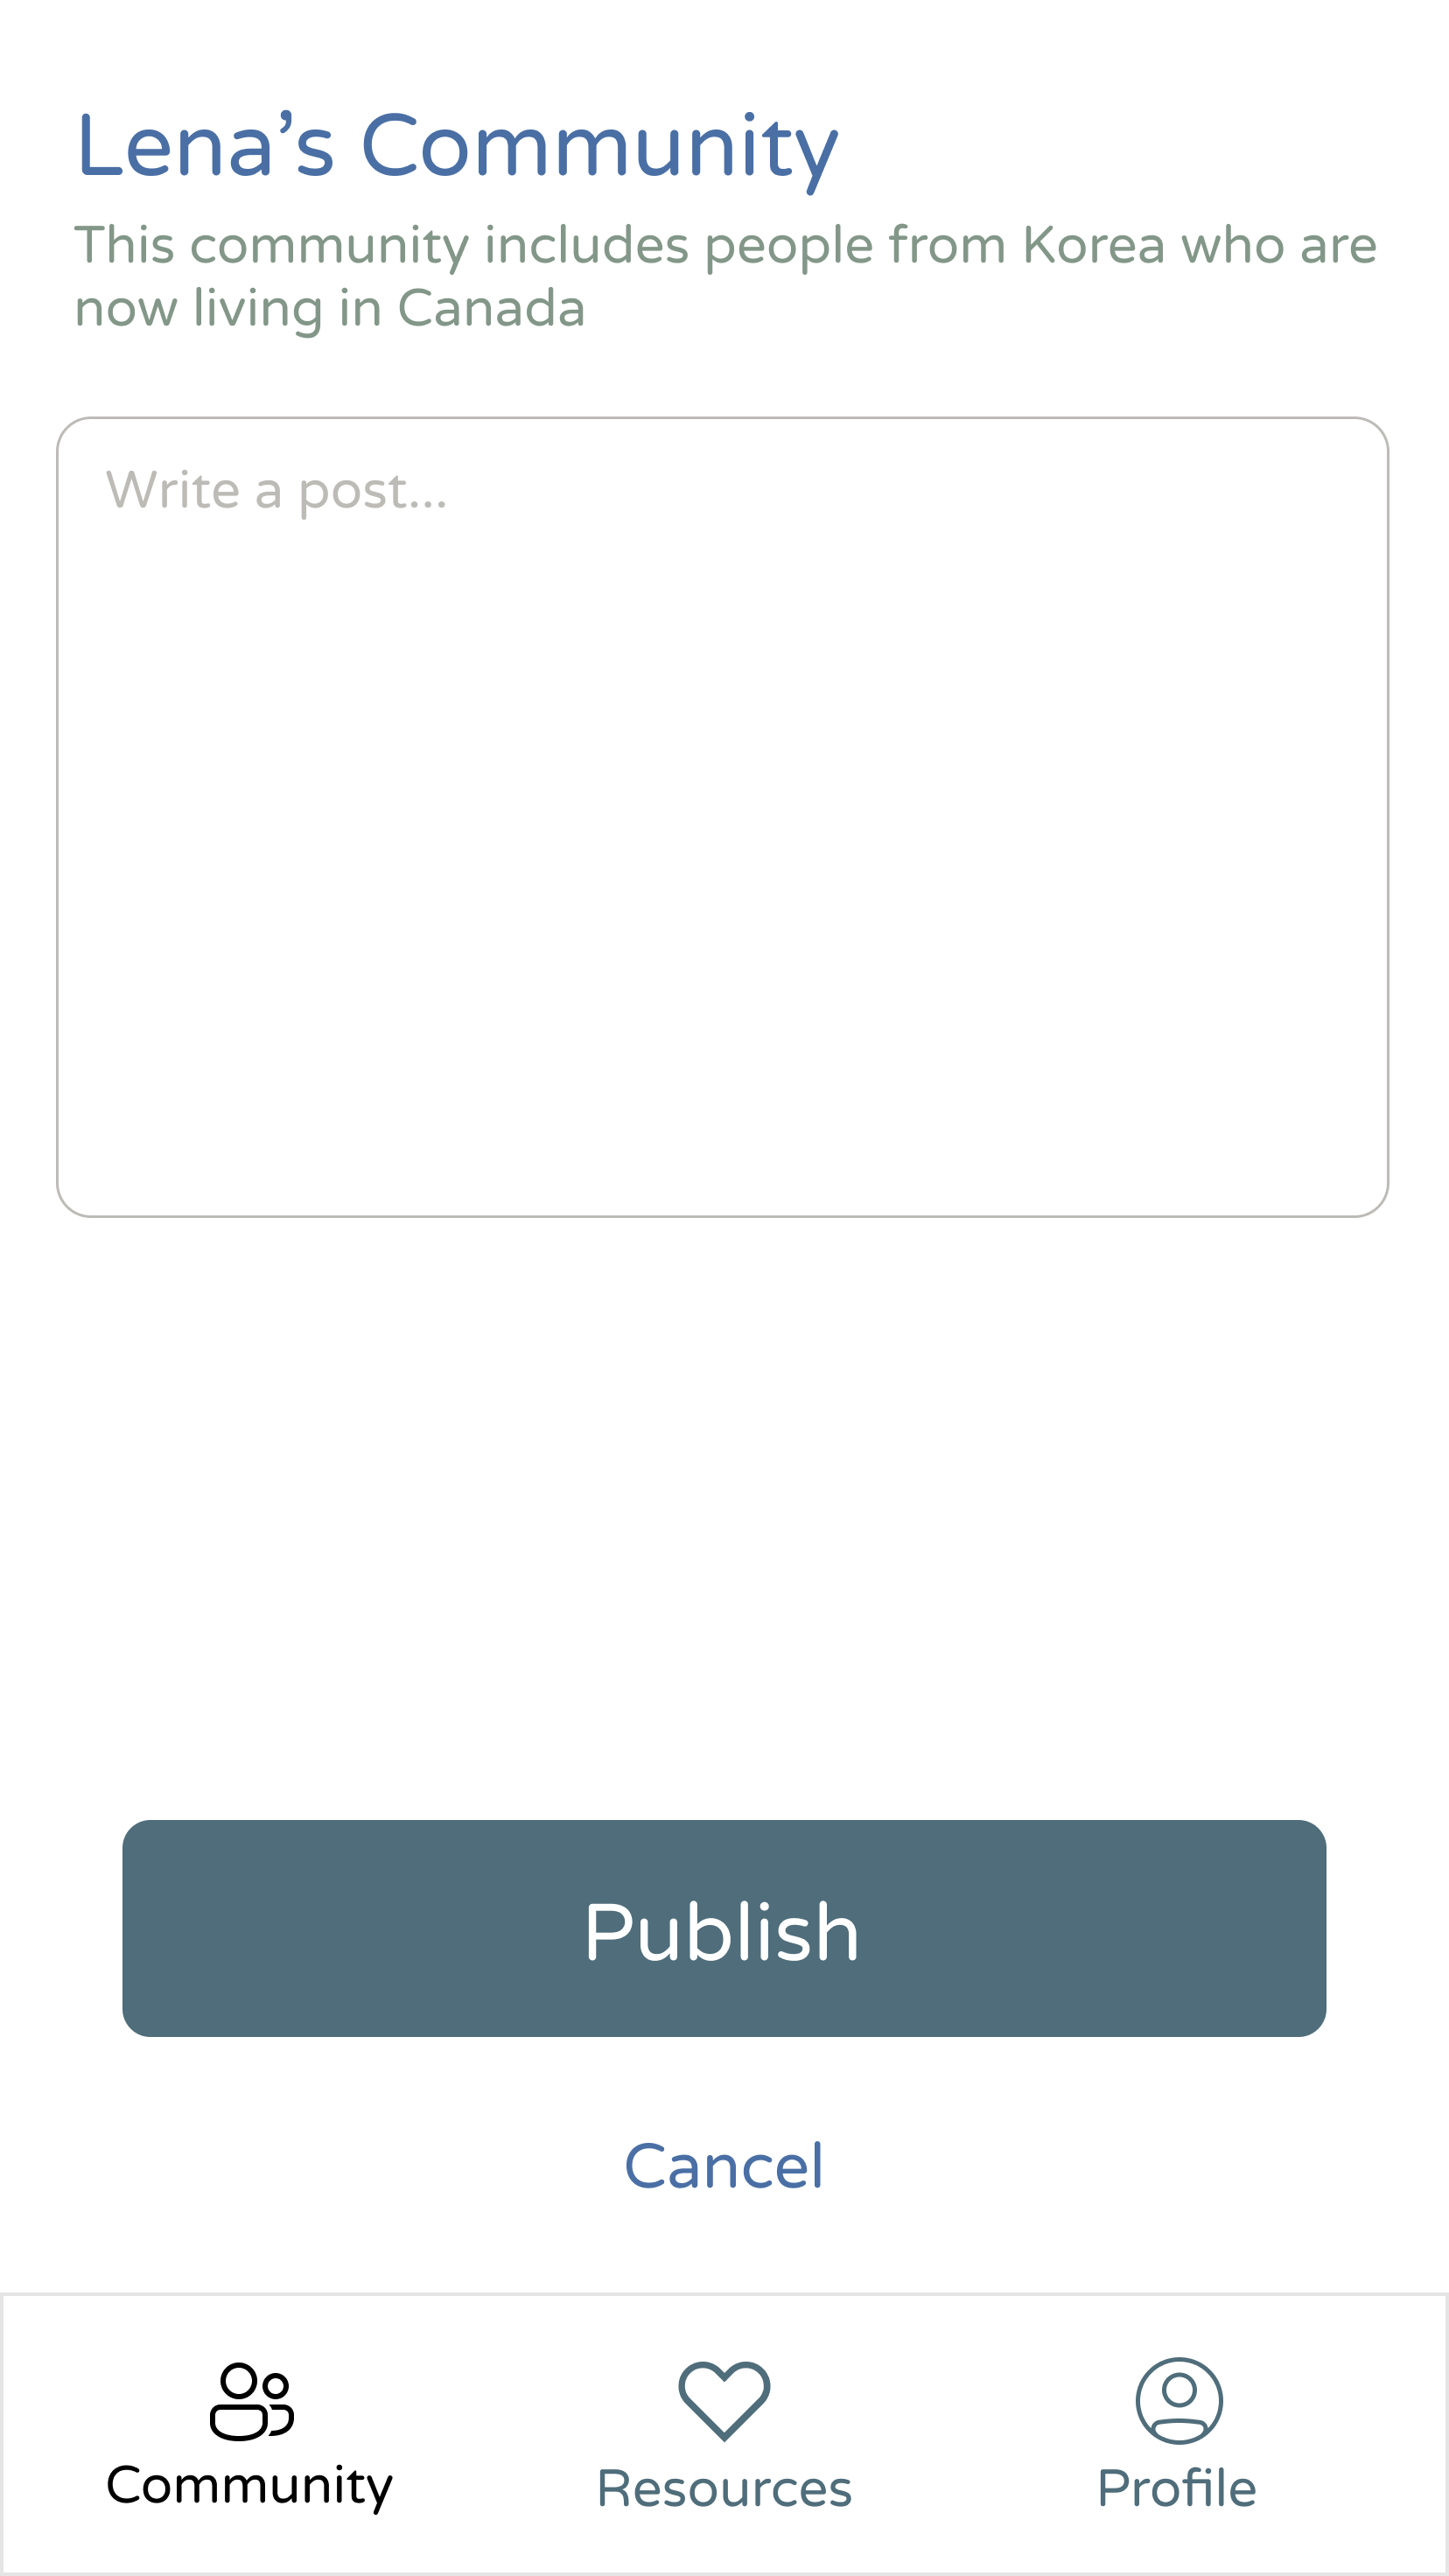 Lena’s Community
This community includes people from Korea who are
now living in Canada
Write a post...
Publish
Cancel
Community
Resources
Profile